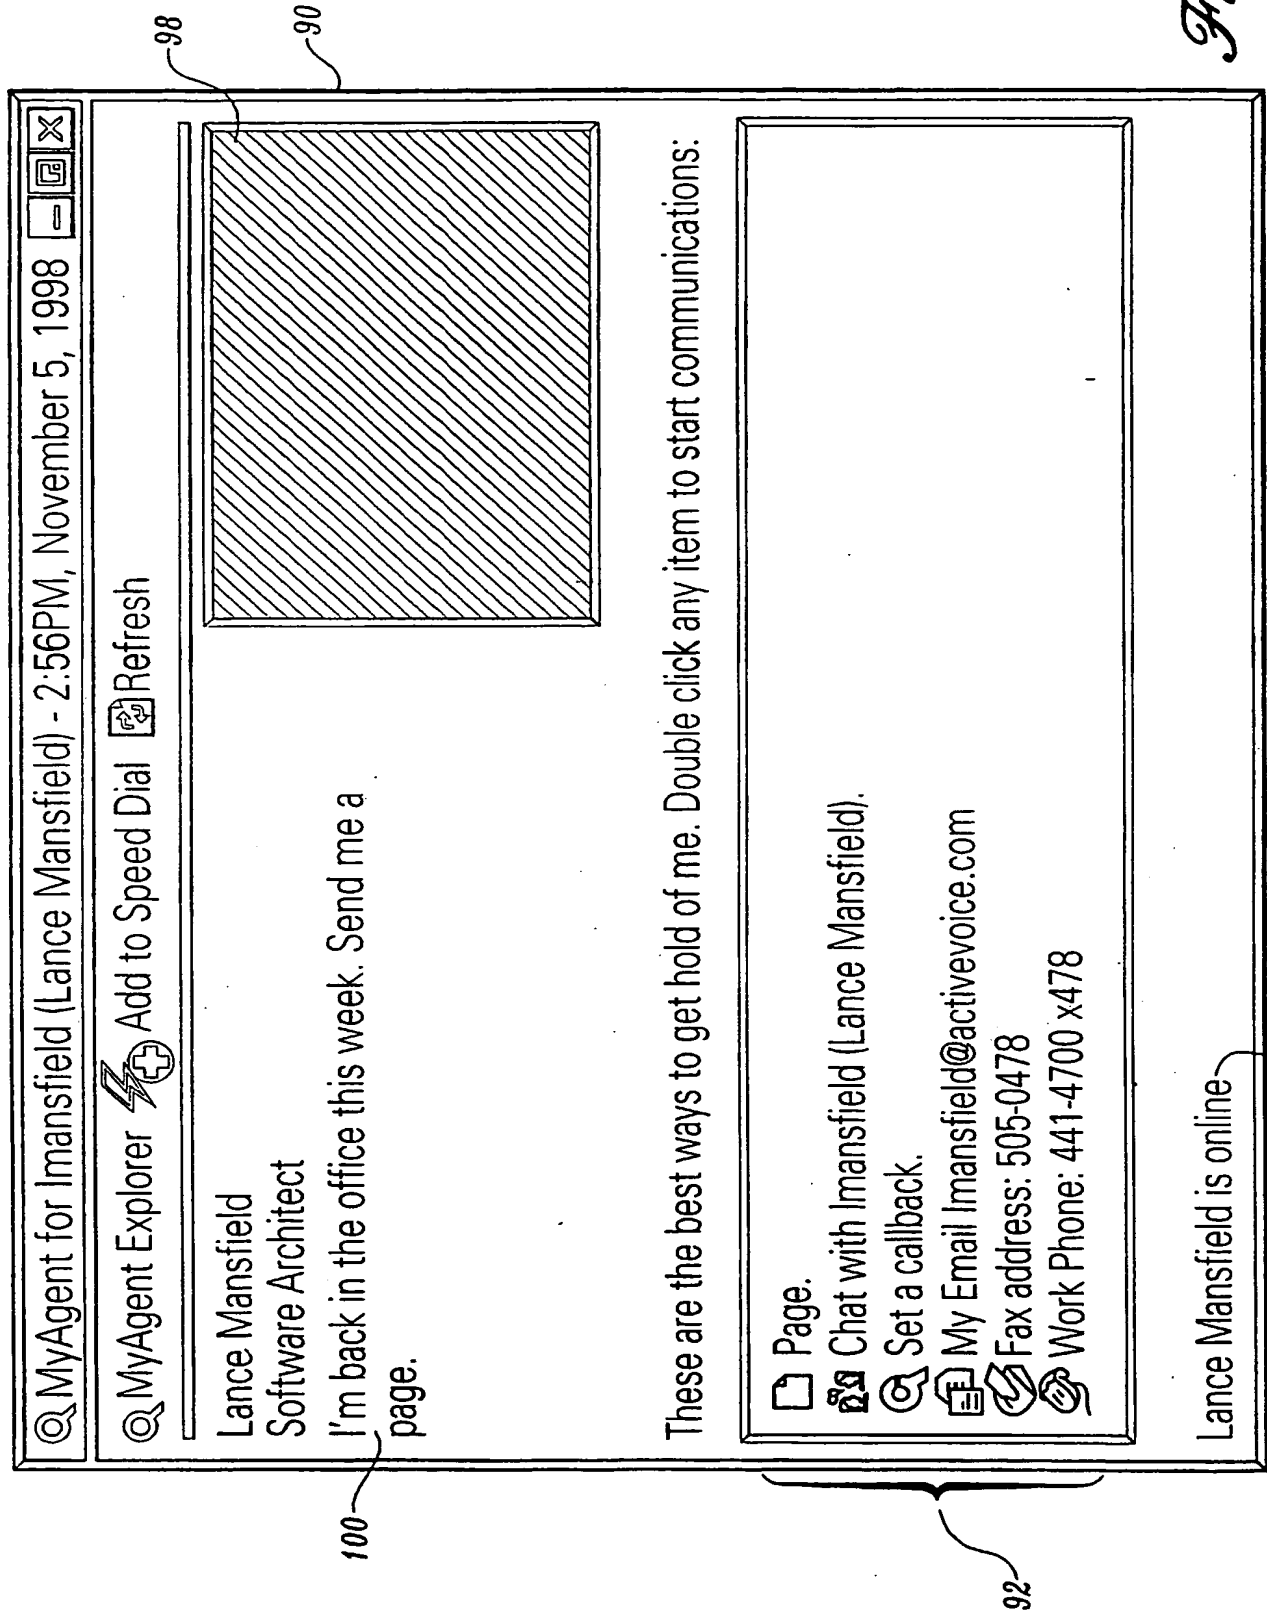 MyAgent for lmansfield (Lance Mansfield) - 2:56PM, November 5, 1998
MyAgent Explorer Add to Speed Dial Refresh
98
90
Lance Mansfield
Software Architect
I'm back in the office this week. Send me a
page.
100
These are the best ways to get hold of me. Double click any item to start communications:
Page.
Chat with lmansfield (Lance Mansfield).
Set a callback.
My Email lmansfield@activevoice.com
Fax address: 505-0478
Work Phone: 441-4700 x478
92
Lance Mansfield is online